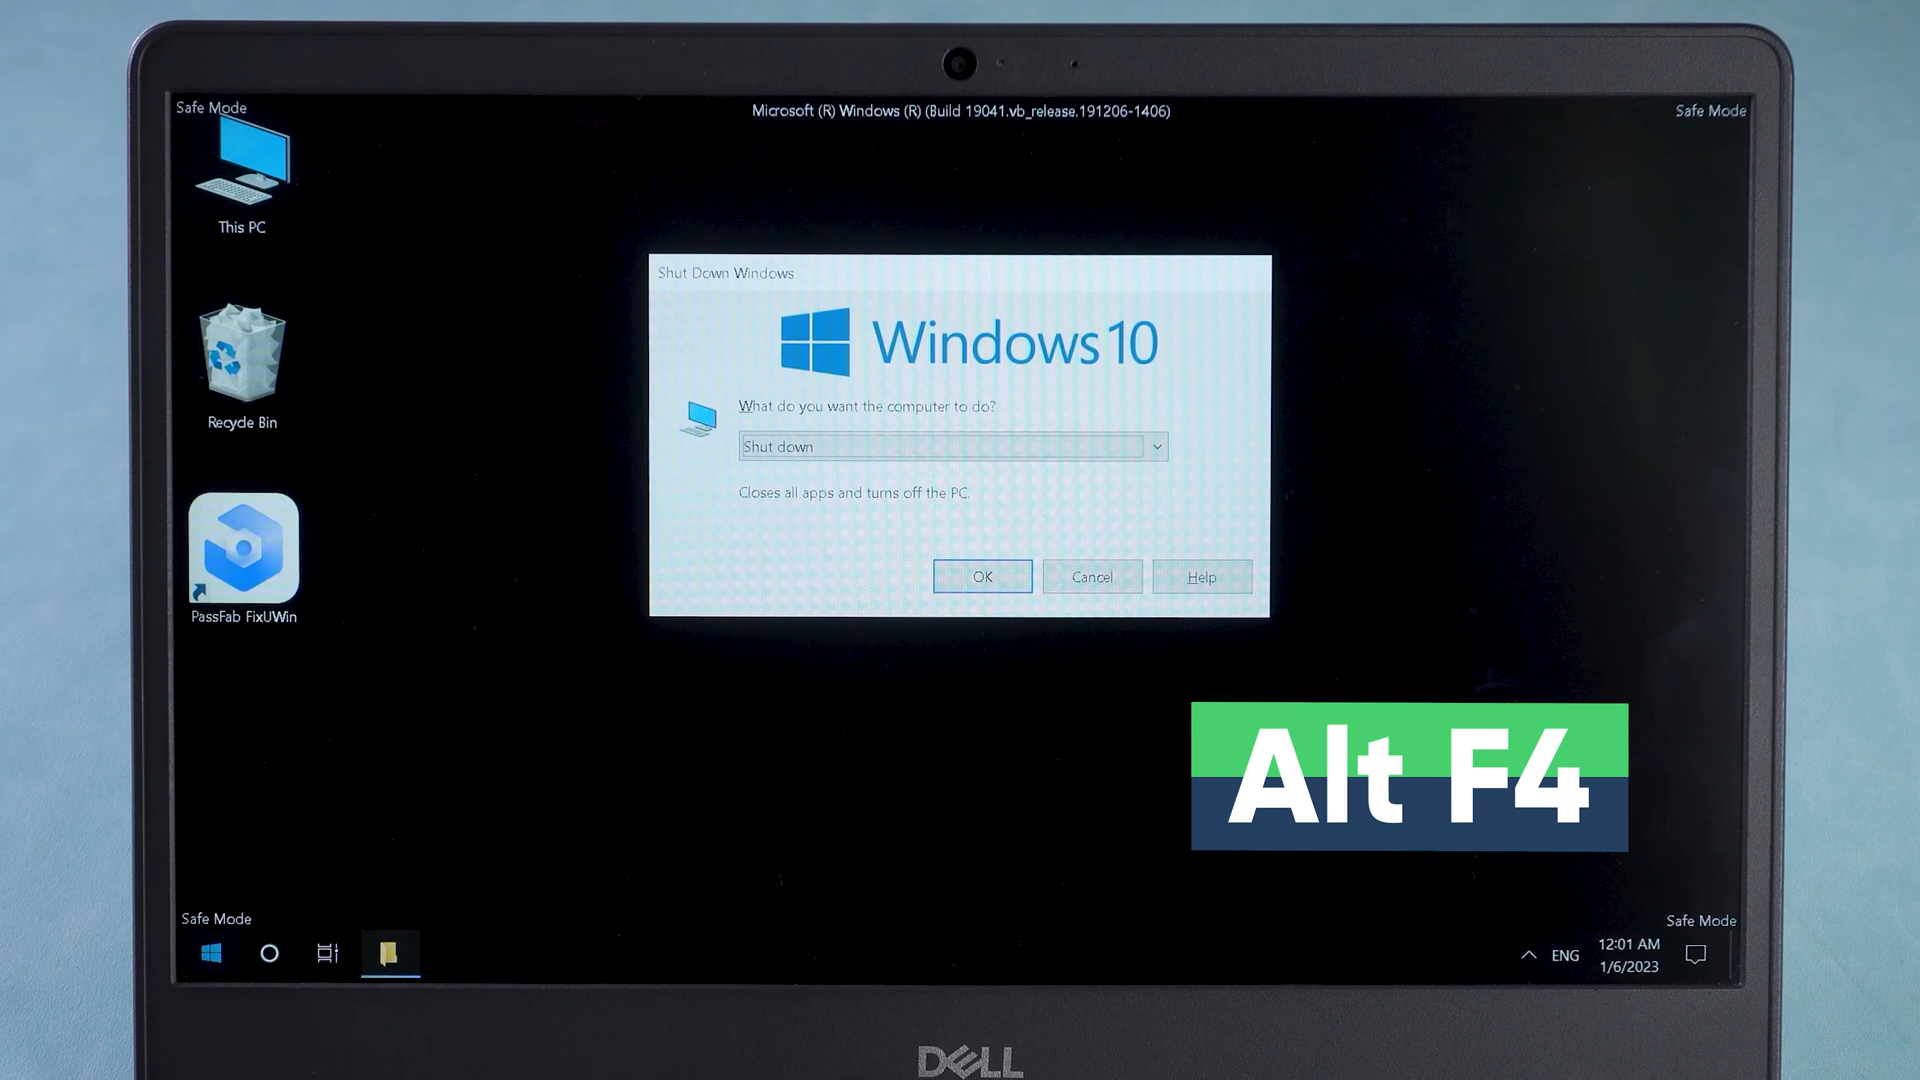 Safe Mode
Microsoft (R) Windows (R) (Build 19041.vb_release.191206-1406)
Safe Mode
This PC
Recycle Bin
PassFab FixUWin
Shut Down Windows
Windows 10
What do you want the computer to do?
Shut down
Closes all apps and turns off the PC.
OK
Cancel
Help
Alt F4
Safe Mode
Safe Mode
ENG
12:01 AM
1/6/2023
DELL